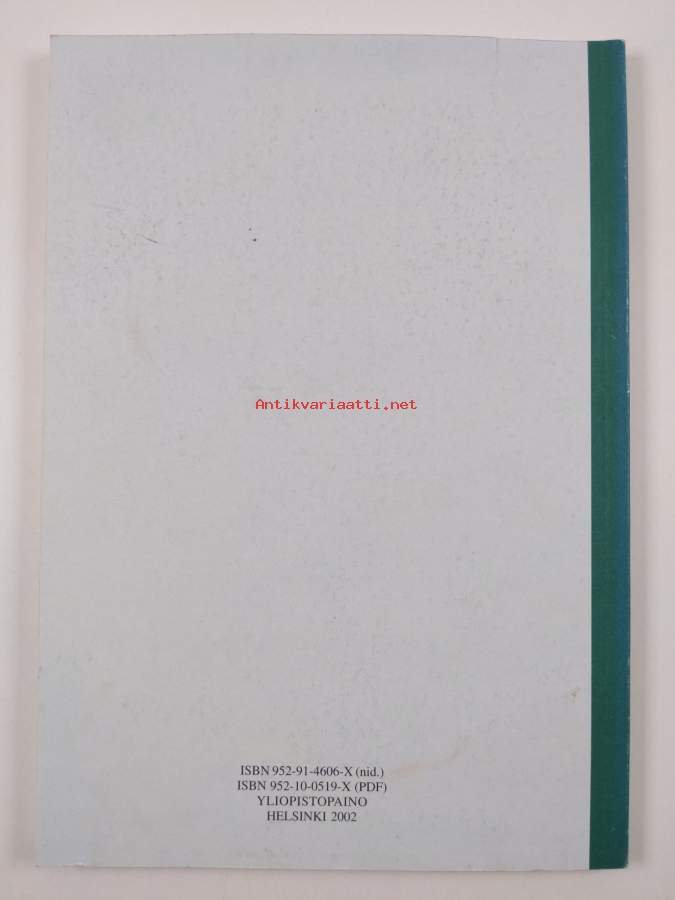 Antikvariaatti.net
ISBN 952-91-4606-X (nid.)
ISBN 952-10-0519-X (PDF)
YLIOPISTOPAINO
HELSINKI 2002